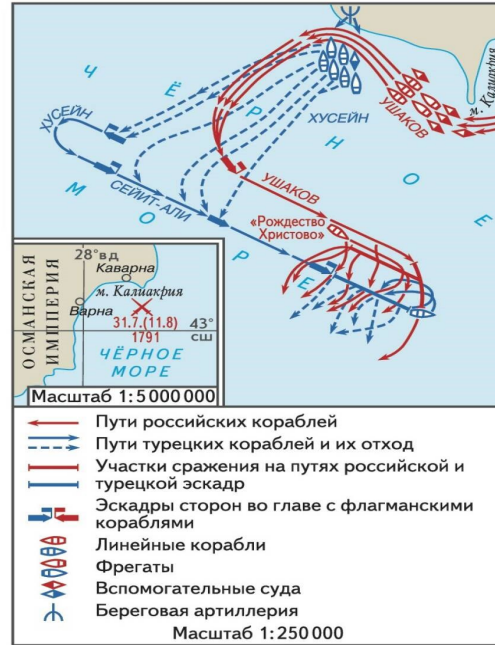 ЧЁРНОЕ
МОРЕ
м. Калиакрия
УШАКОВ
ХУСЕЙН
ХУСЕЙН
СЕЙИТ-АЛИ
УШАКОВ
«Рождество
Христово»
28°вд
Каварна
м. Калиакрия
Варна
31.7.(11.8)
1791
43°
сш
ОСМАНСКАЯ
ИМПЕРИЯ
ЧЁРНОЕ
МОРЕ
Масштаб 1:5 000 000
Пути российских кораблей
Пути турецких кораблей и их отход
Участки сражения на путях российской и
турецкой эскадр
Эскадры сторон во главе с флагманскими
кораблями
Линейные корабли
Фрегаты
Вспомогательные суда
Береговая артиллерия
Масштаб 1:250 000